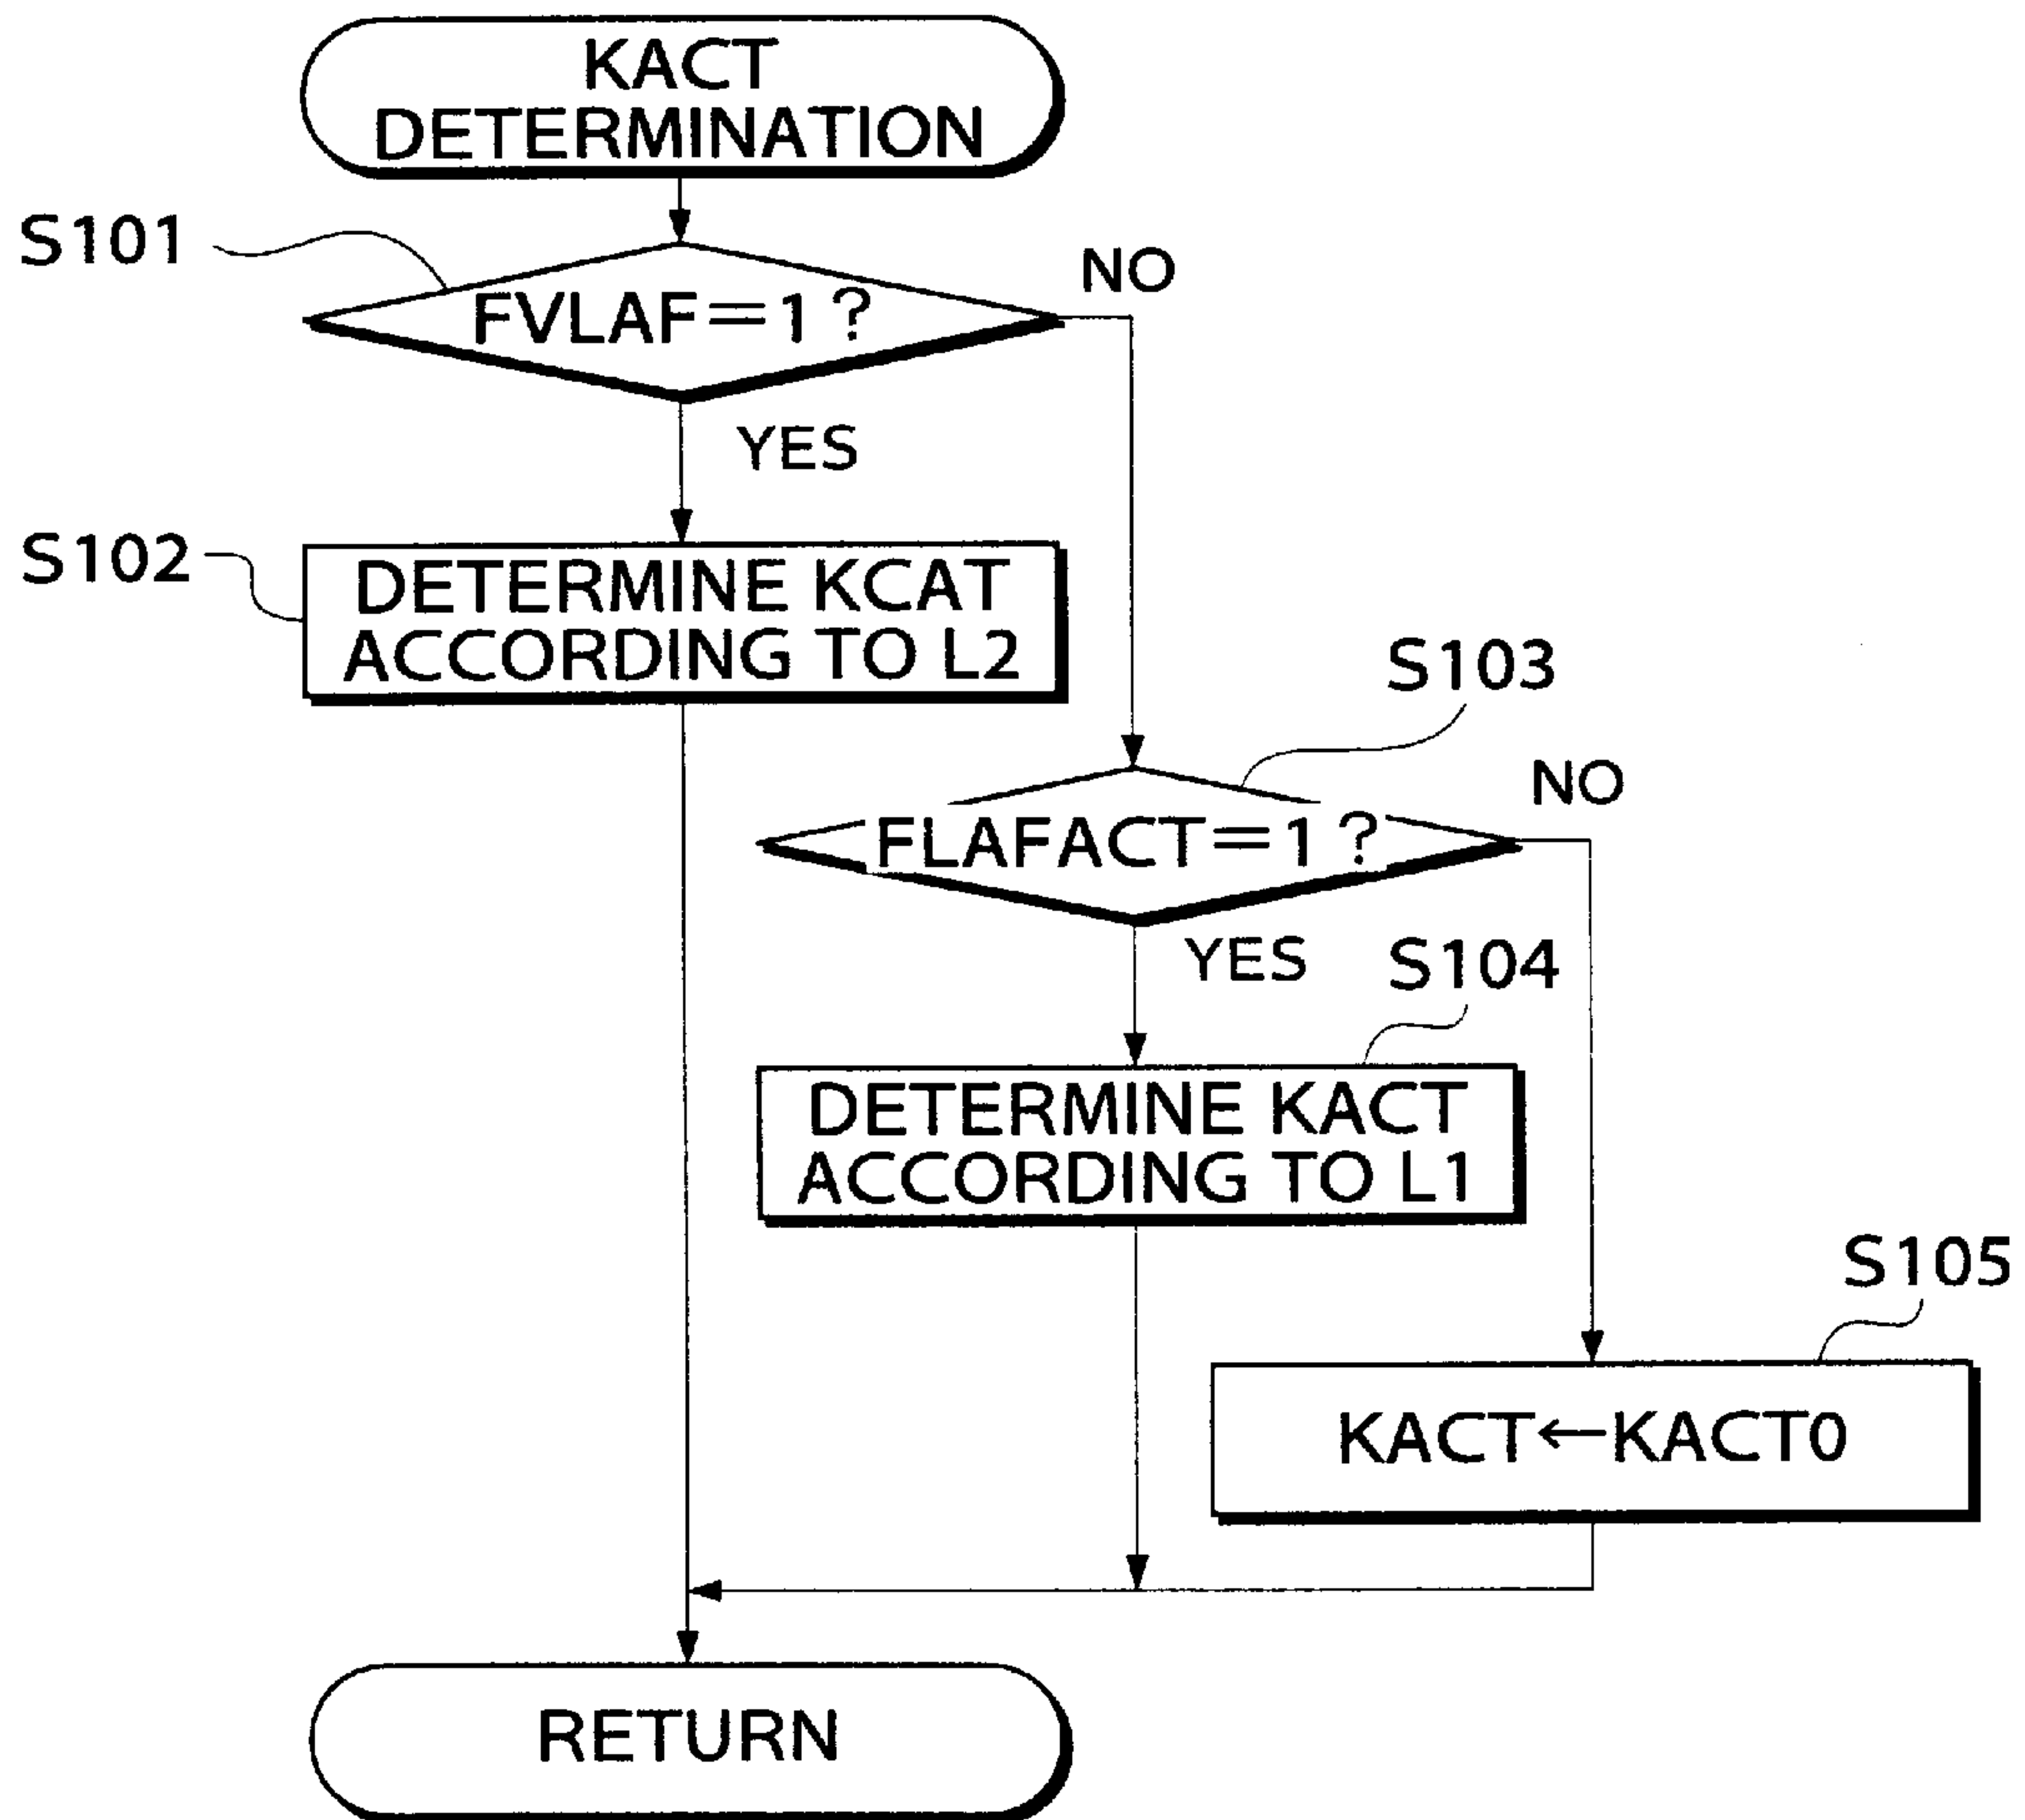 KACT
DETERMINATION
S101
FVLAF=1?
NO
YES
S102
DETERMINE KCAT
ACCORDING TO L2
S103
FLAFACT=1?
NO
YES
S104
DETERMINE KACT
ACCORDING TO L1
S105
KACT←KACT0
RETURN